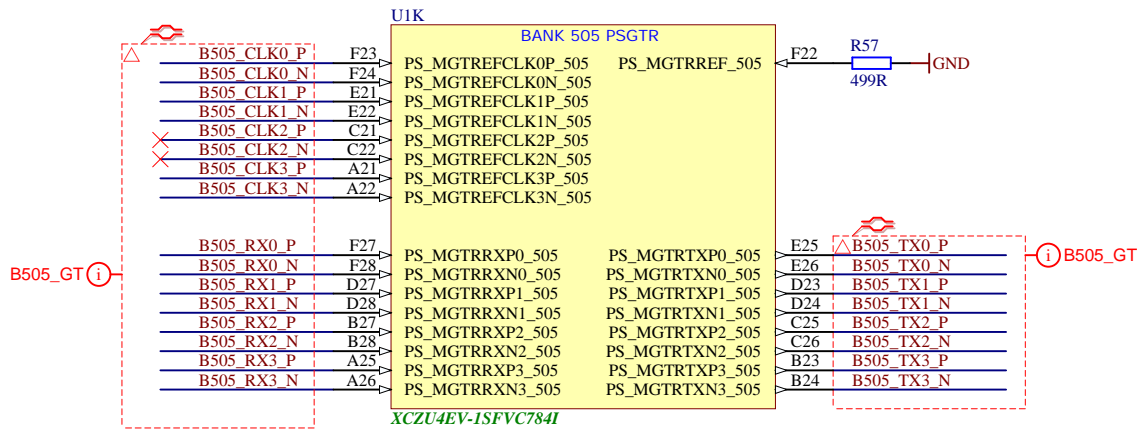 U1K
BANK 505 PSGTR
B505_CLK0_P F23 PS_MGTREFCLK0P_505 PS_MGTRREF_505 F22 R57 499R GND
B505_CLK0_N F24 PS_MGTREFCLK0N_505
B505_CLK1_P E21 PS_MGTREFCLK1P_505
B505_CLK1_N E22 PS_MGTREFCLK1N_505
B505_CLK2_P C21 PS_MGTREFCLK2P_505
B505_CLK2_N C22 PS_MGTREFCLK2N_505
B505_CLK3_P A21 PS_MGTREFCLK3P_505
B505_CLK3_N A22 PS_MGTREFCLK3N_505
B505_RX0_P F27 PS_MGTRRXP0_505 PS_MGTRTXP0_505 E25 B505_TX0_P
B505_GT i B505_RX0_N F28 PS_MGTRRXN0_505 PS_MGTRTXN0_505 E26 B505_TX0_N i B505_GT
B505_RX1_P D27 PS_MGTRRXP1_505 PS_MGTRTXP1_505 D23 B505_TX1_P
B505_RX1_N D28 PS_MGTRRXN1_505 PS_MGTRTXN1_505 D24 B505_TX1_N
B505_RX2_P B27 PS_MGTRRXP2_505 PS_MGTRTXP2_505 C25 B505_TX2_P
B505_RX2_N B28 PS_MGTRRXN2_505 PS_MGTRTXN2_505 C26 B505_TX2_N
B505_RX3_P A25 PS_MGTRRXP3_505 PS_MGTRTXP3_505 B23 B505_TX3_P
B505_RX3_N A26 PS_MGTRRXN3_505 PS_MGTRTXN3_505 B24 B505_TX3_N
XCZU4EV-1SFVC784I